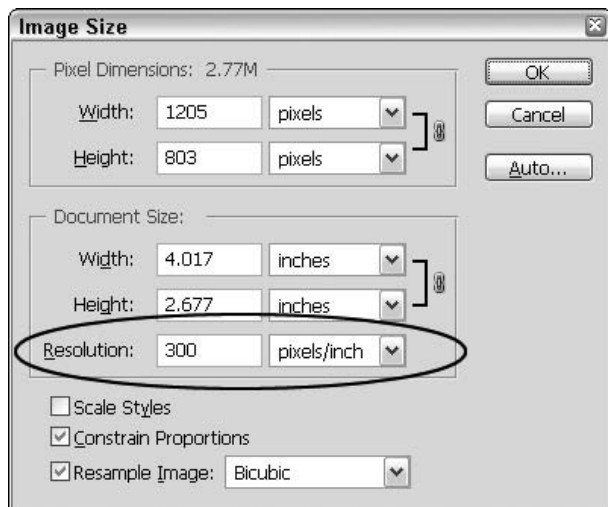 Image Size
Pixel Dimensions: 2.77M
Width: 1205 pixels
Height: 803 pixels
OK
Cancel
Auto...
Document Size:
Width: 4.017 inches
Height: 2.677 inches
Resolution: 300 pixels/inch
Scale Styles
Constrain Proportions
Resample Image: Bicubic